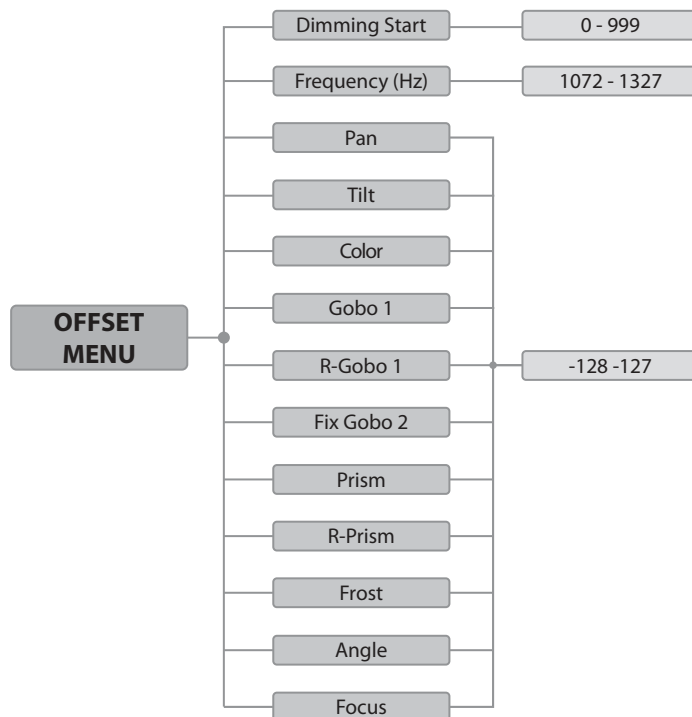 Dimming Start
0 - 999
Frequency (Hz)
1072 - 1327
Pan
Tilt
Color
Gobo 1
OFFSET
MENU
R-Gobo 1
-128 -127
Fix Gobo 2
Prism
R-Prism
Frost
Angle
Focus